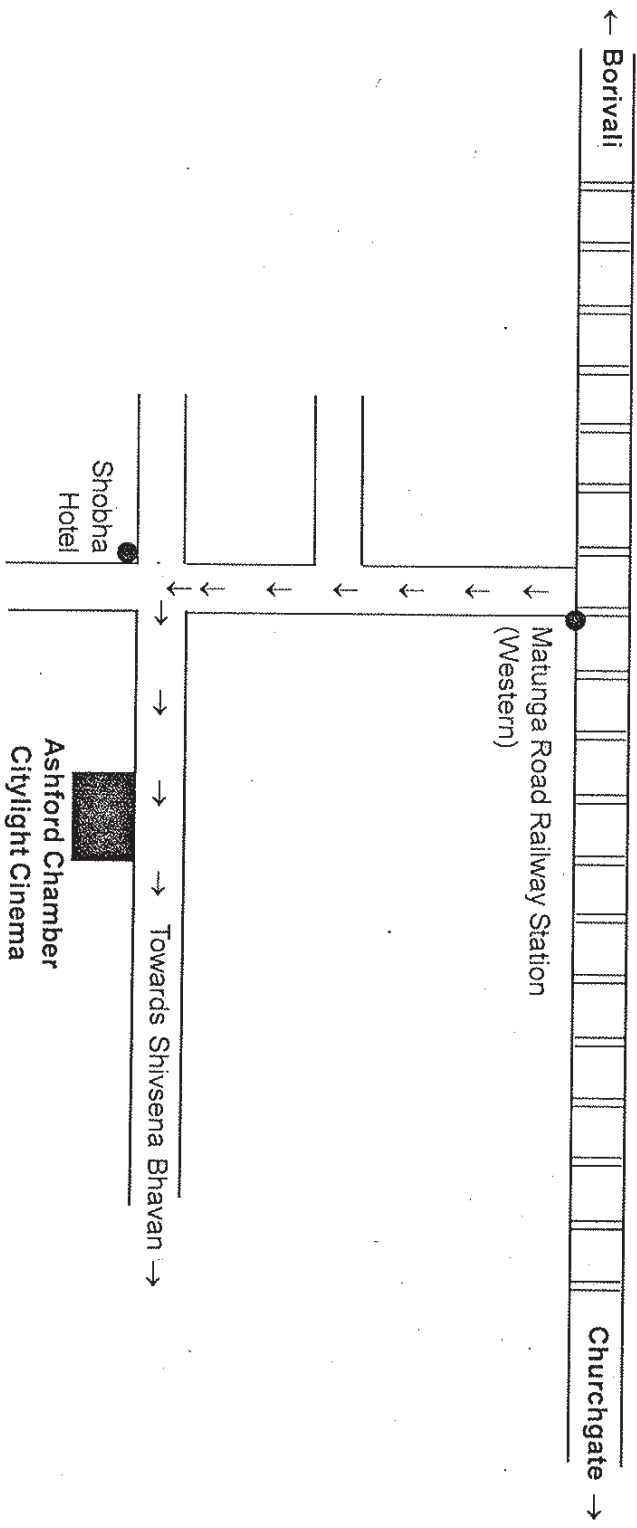 ← Borivali
Churchgate →
Matunga Road Railway Station
(Western)
Towards Shivsena Bhavan →
Shobha
Hotel
Ashford Chamber
Citylight Cinema